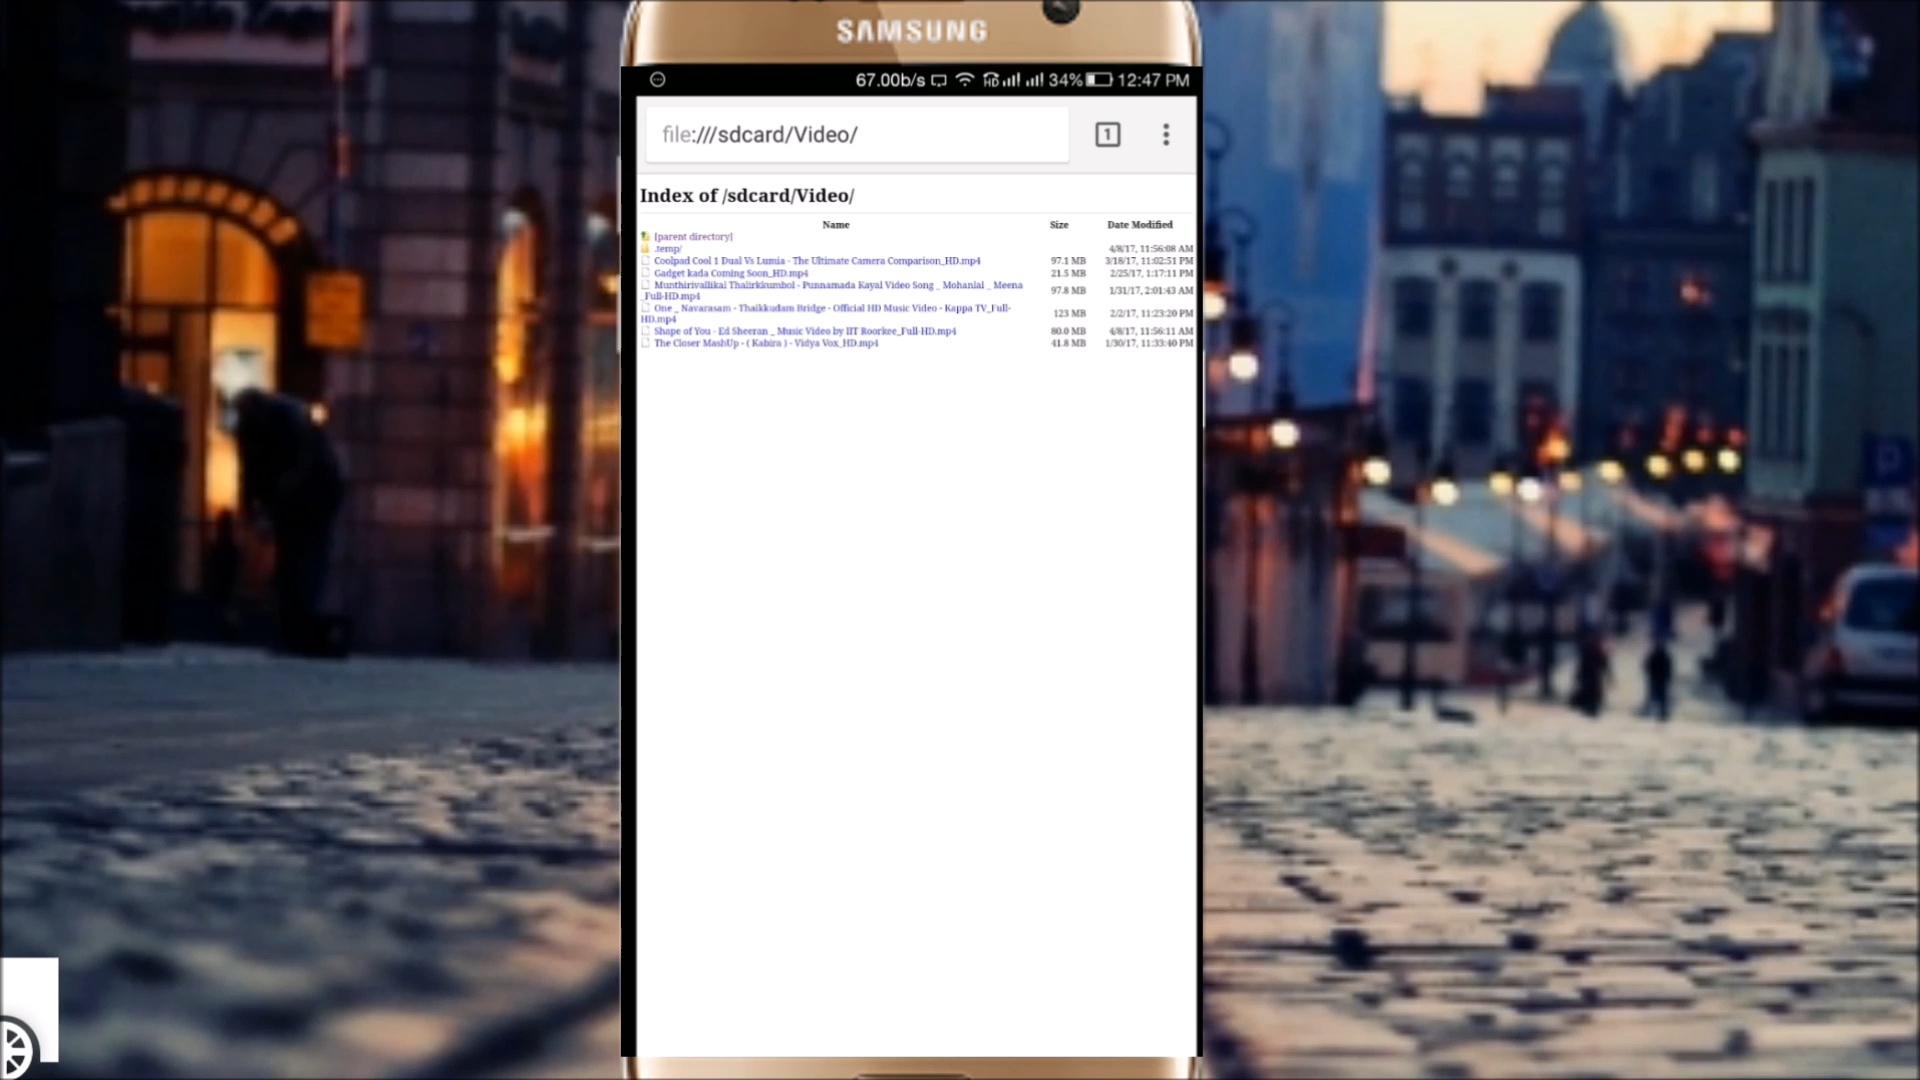 SAMSUNG
67.00b/s HD 34% 12:47 PM
file:///sdcard/Video/ 1
Index of /sdcard/Video/
Name Size Date Modified
[parent directory]
.temp/ 4/8/17, 11:56:08 AM
Coolpad Cool 1 Dual Vs Lumia - The Ultimate Camera Comparison_HD.mp4 97.1 MB 3/18/17, 11:02:51 PM
Gadget kada Coming Soon_HD.mp4 21.5 MB 2/25/17, 1:17:11 PM
Munthirivallikal Thalirkkumbol - Punnamada Kayal Video Song _ Mohanlal _ Meena
_Full-HD.mp4 97.8 MB 1/31/17, 2:01:43 AM
One _ Navarasam - Thaikkudam Bridge - Official HD Music Video - Kappa TV_Full-
HD.mp4 123 MB 2/2/17, 11:23:20 PM
Shape of You - Ed Sheeran _ Music Video by IIT Roorkee_Full-HD.mp4 80.0 MB 4/8/17, 11:56:11 AM
The Closer MashUp - ( Kabira ) - Vidya Vox_HD.mp4 41.8 MB 1/30/17, 11:33:40 PM
P